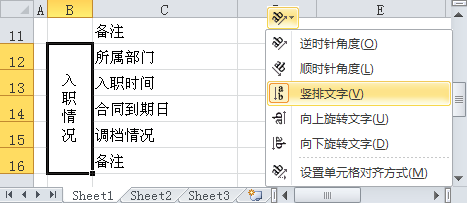 A B C D E
11 备注
12 所属部门
13 入职时间
14 合同到期日
15 调档情况
16 备注
入职情况
Sheet1 Sheet2 Sheet3
逆时针角度(O)
顺时针角度(L)
竖排文字(V)
向上旋转文字(U)
向下旋转文字(D)
设置单元格对齐方式(M)